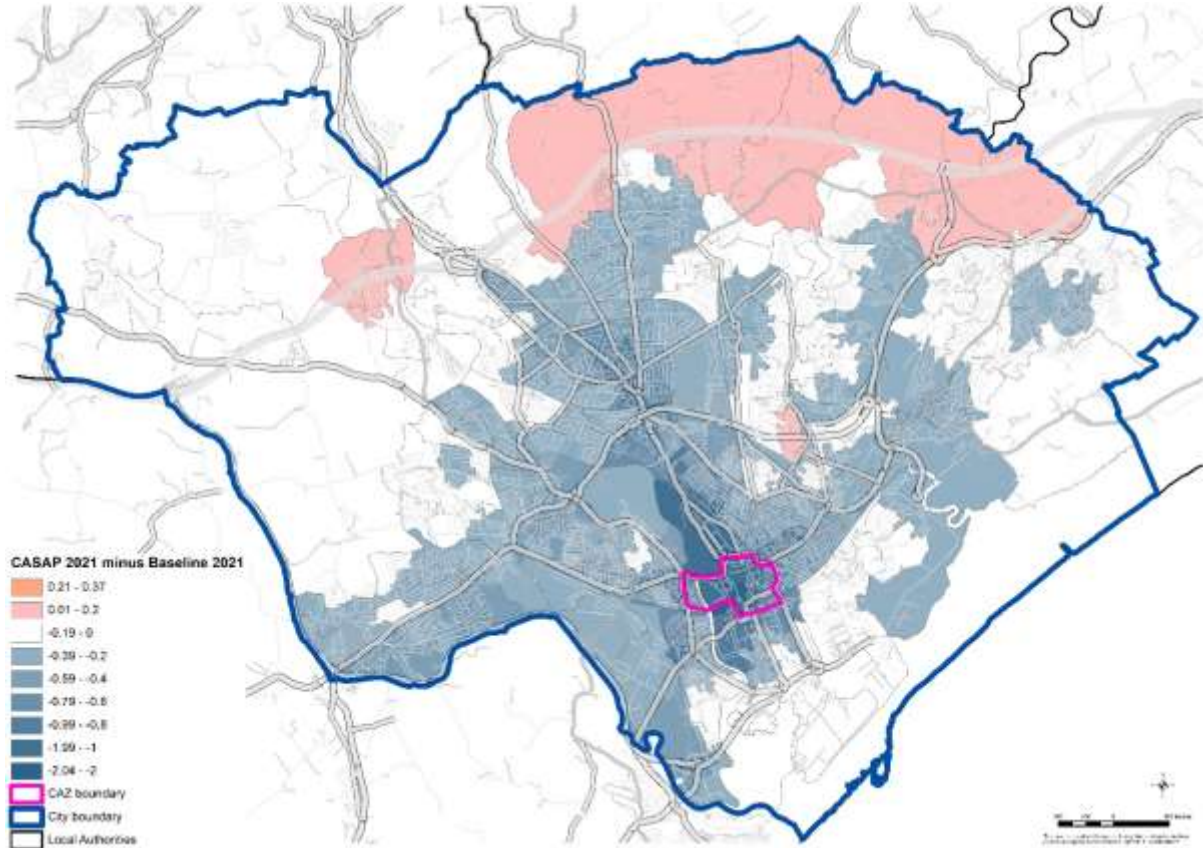 CASAP 2021 minus Baseline 2021
0.21 - 0.37
0.01 - 0.2
-0.19 - 0
-0.39 - -0.2
-0.59 - -0.4
-0.79 - -0.6
-0.99 - -0.8
-1.99 - -1
-2.04 - -2
CAZ boundary
City boundary
Local Authorities